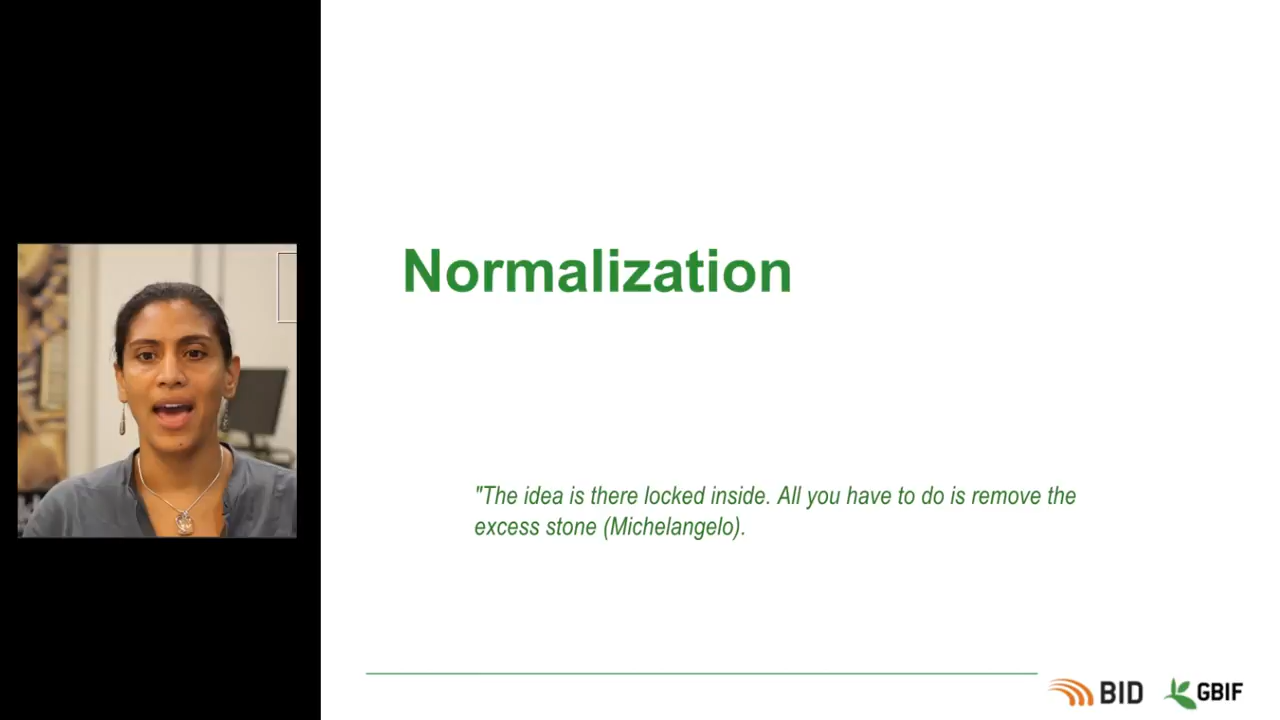 Normalization
"The idea is there locked inside. All you have to do is remove the
excess stone (Michelangelo).
BID
GBIF